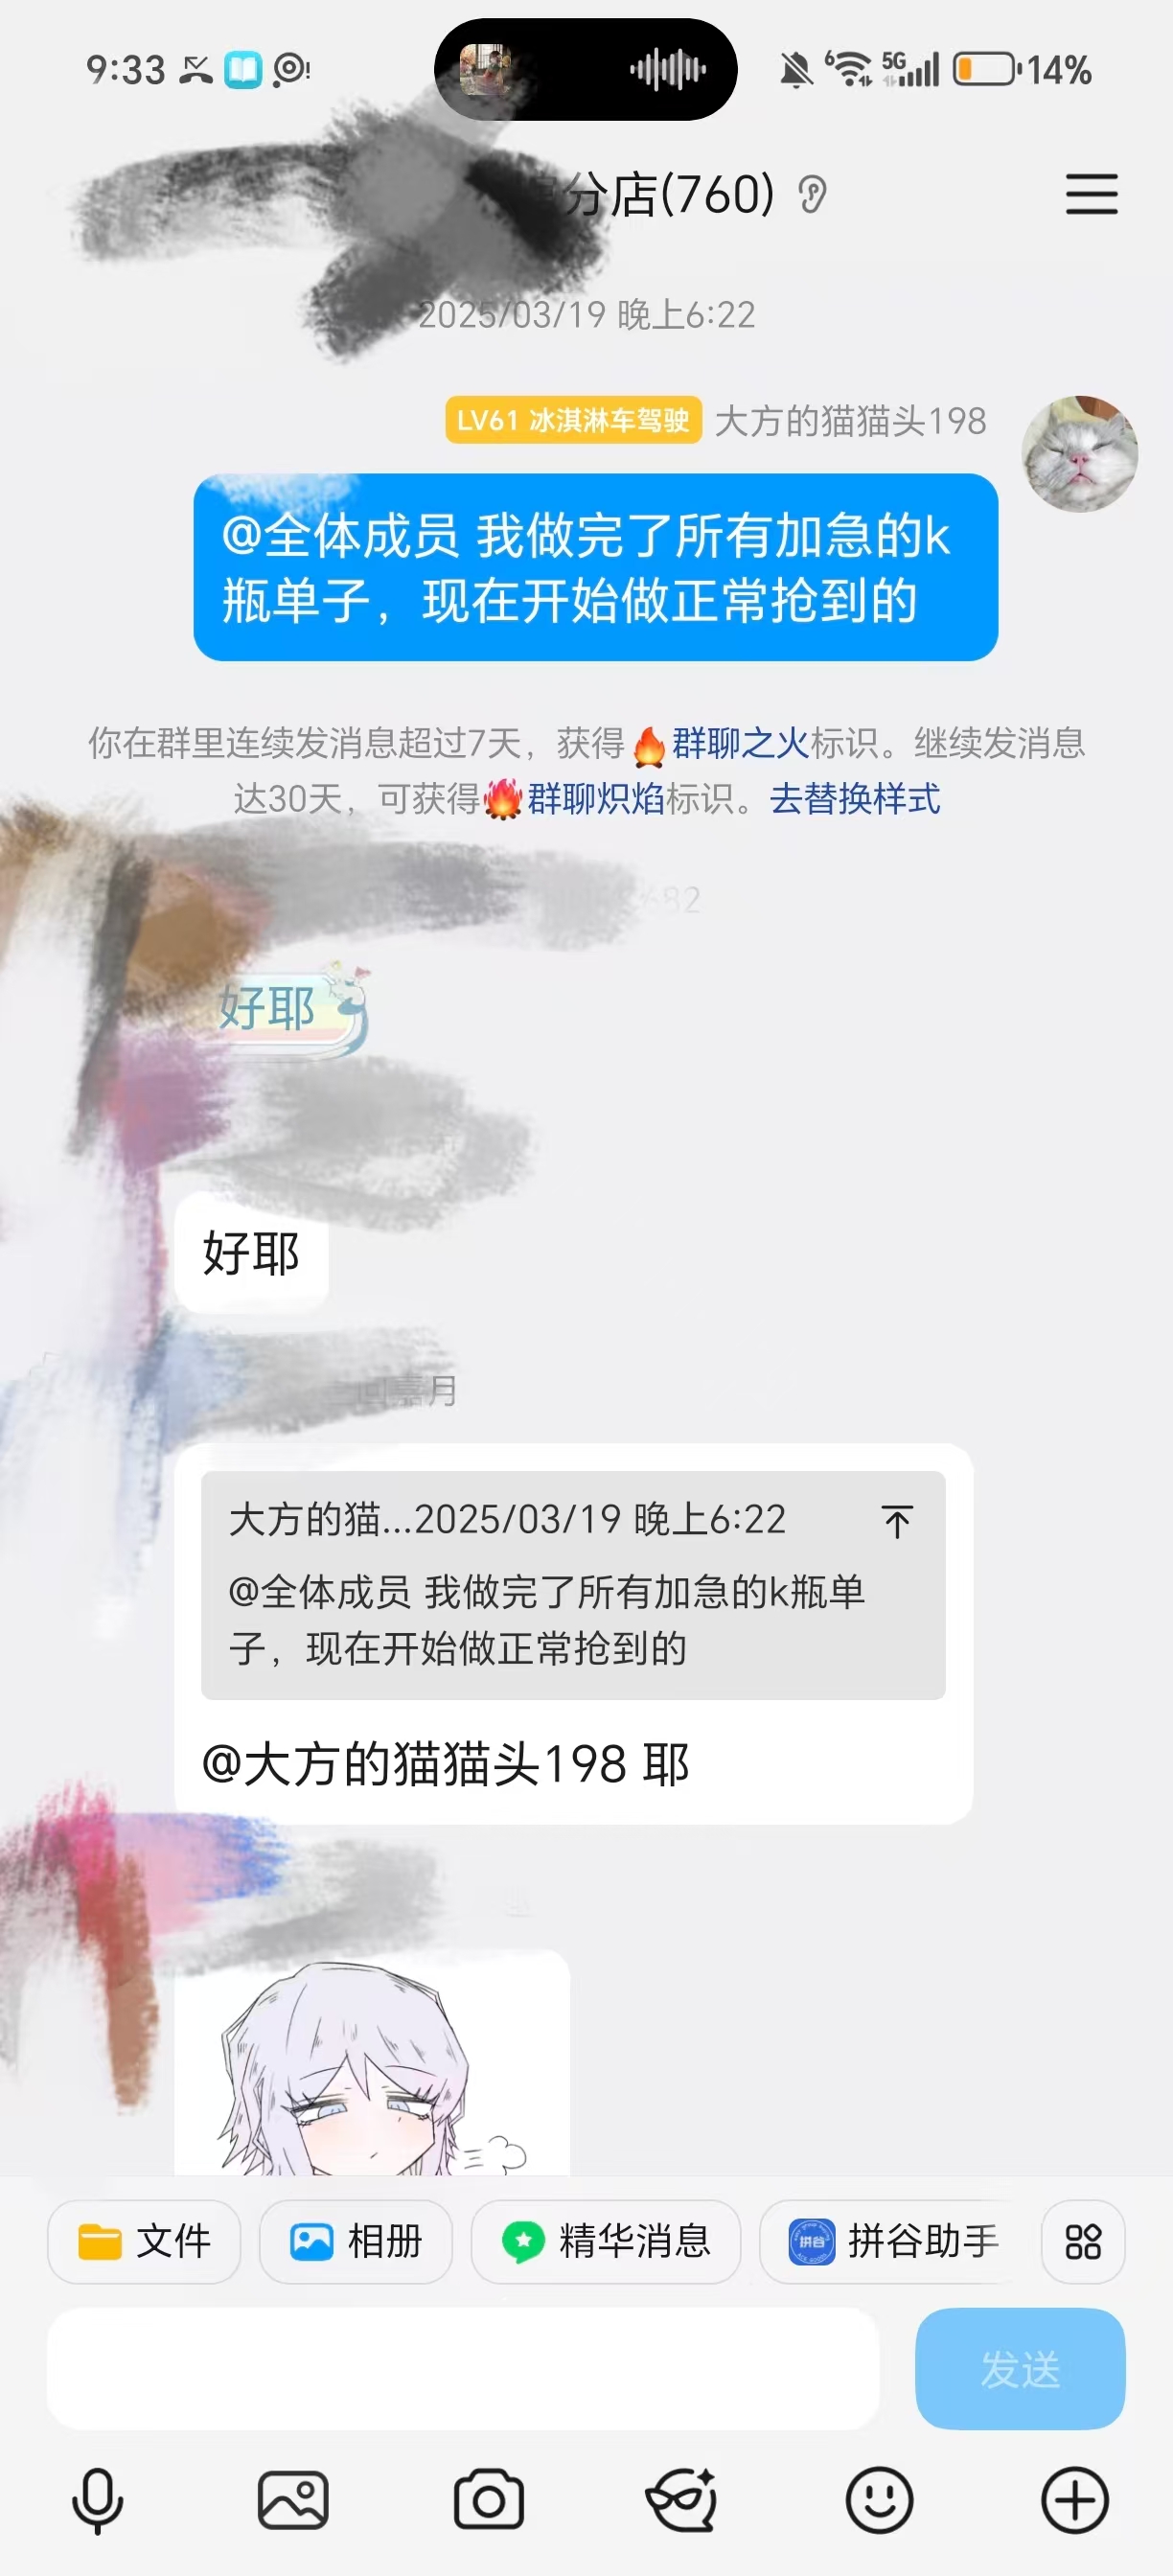 9:33
6 5G 14%
分店(760)
2025/03/19 晚上6:22
LV61 冰淇淋车驾驶 大方的猫猫头198
@全体成员 我做完了所有加急的k
瓶单子，现在开始做正常抢到的
你在群里连续发消息超过7天，获得群聊之火标识。继续发消息
达30天，可获得群聊炽焰标识。去替换样式
好耶
好耶
嘉月
大方的猫...2025/03/19 晚上6:22
@全体成员 我做完了所有加急的k瓶单
子，现在开始做正常抢到的
@大方的猫猫头198 耶
文件 相册 精华消息 拼谷 拼谷助手
发送